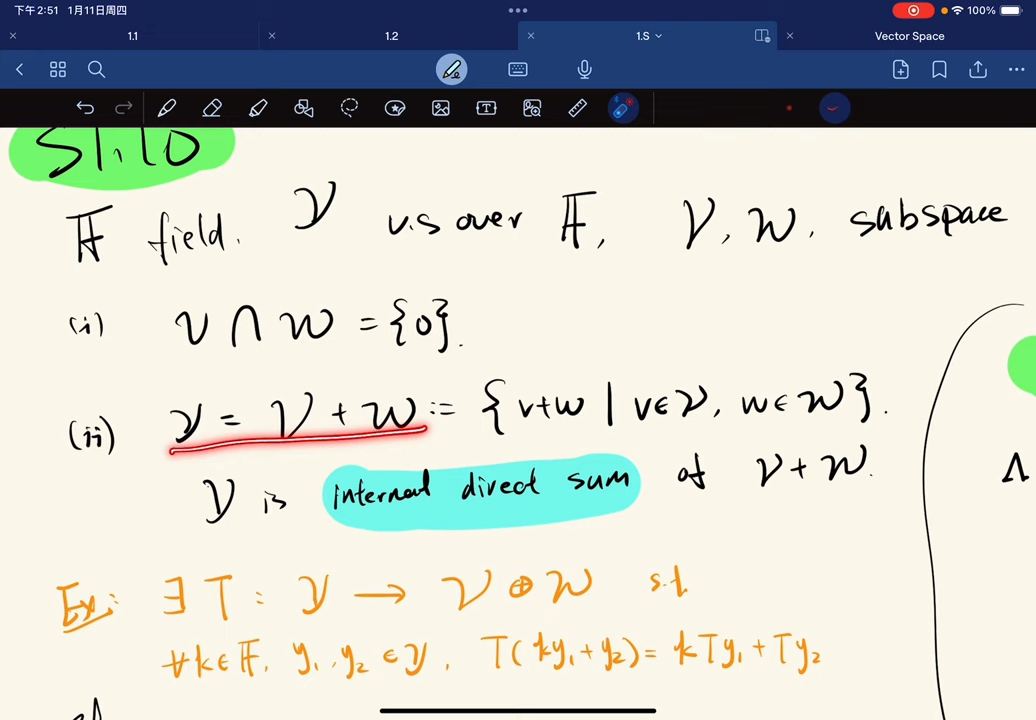 下午2:51 1月11日周四
100%
1.1 1.2 1.S Vector Space
S1.10
𝔽 field. 𝒴 v.s over 𝔽, 𝒱, 𝒲, subspace
(i) 𝒱 ∩ 𝒲 = {0}.
(ii) 𝒴 = 𝒱 + 𝒲 := {v+w | v∈𝒱, w∈𝒲}.
𝒴 is internal direct sum of 𝒱+𝒲.
Ex: ∃ T : 𝒴 → 𝒱 ⊕ 𝒲 s.t.
∀k∈𝔽, y₁, y₂ ∈ 𝒴, T(ky₁+y₂) = kTy₁ + Ty₂